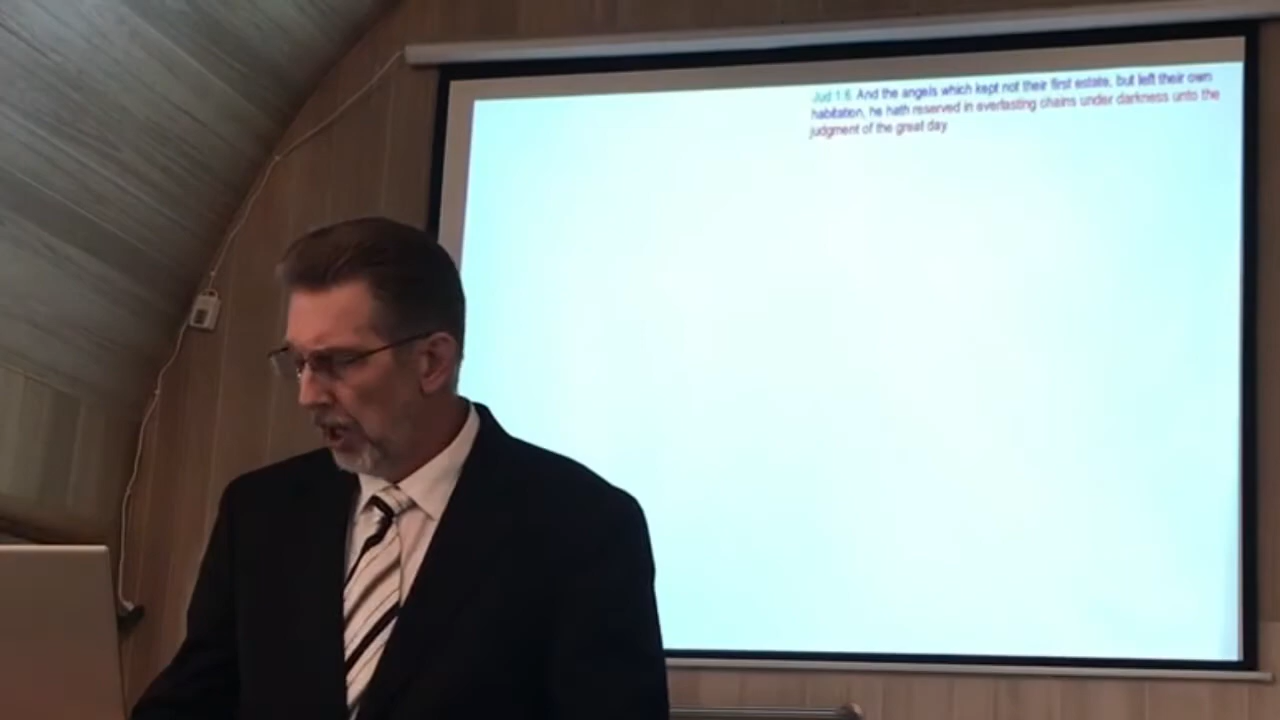 Jud 1:6 And the angels which kept not their first estate, but left their own
habitation, he hath reserved in everlasting chains under darkness unto the
judgment of the great day.